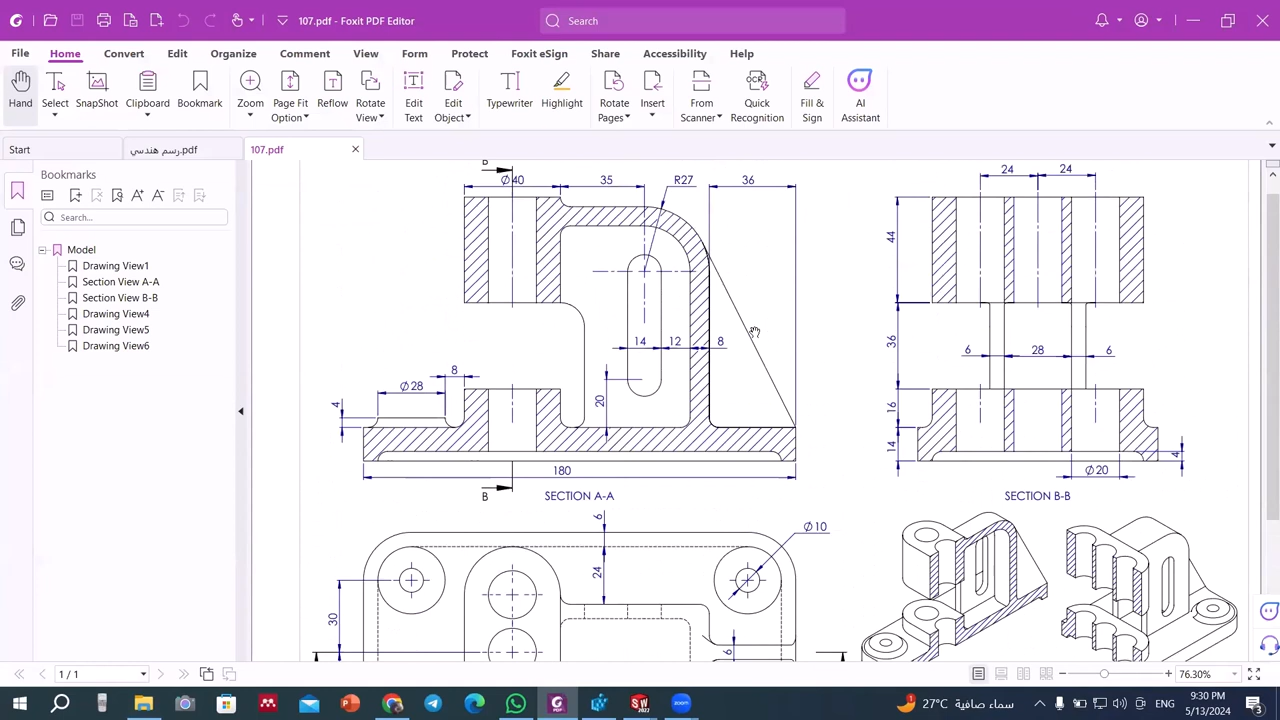 107.pdf - Foxit PDF Editor
Search
File Home Convert Edit Organize Comment View Form Protect Foxit eSign Share Accessibility Help
Hand Select SnapShot Clipboard Bookmark Zoom Page Fit Option Reflow Rotate View Edit Text Edit Object Typewriter Highlight Rotate Pages Insert From Scanner Quick Recognition Fill & Sign AI Assistant
Start
رسم هندسي.pdf
107.pdf
Bookmarks
Search...
Model
Drawing View1
Section View A-A
Section View B-B
Drawing View4
Drawing View5
Drawing View6
B
Ø40 35 R27 36
14 12 8
8
Ø28
4
20
180
B
SECTION A-A
24 24
44
36
6 28 6
16
14
4
Ø20
SECTION B-B
6
Ø10
24
30
6
1 / 1
76.30%
27°C سماء صافية
ENG
9:30 PM
5/13/2024
3